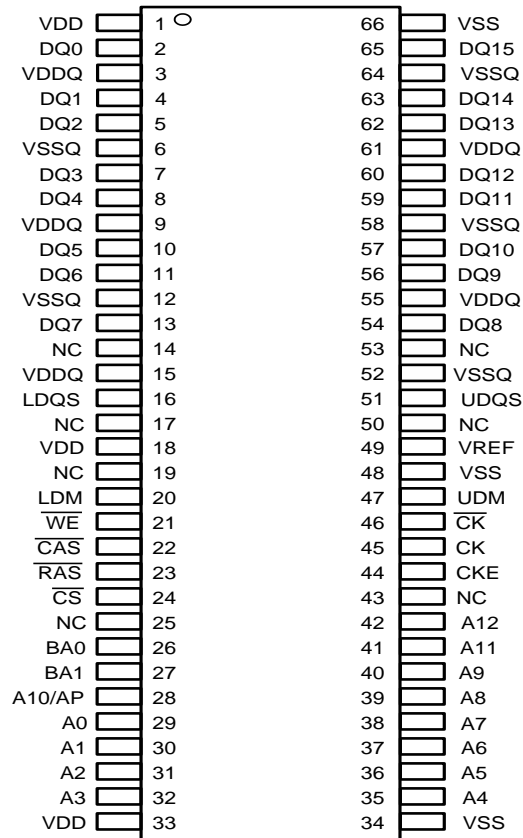 VDD 1 66 VSS
DQ0 2 65 DQ15
VDDQ 3 64 VSSQ
DQ1 4 63 DQ14
DQ2 5 62 DQ13
VSSQ 6 61 VDDQ
DQ3 7 60 DQ12
DQ4 8 59 DQ11
VDDQ 9 58 VSSQ
DQ5 10 57 DQ10
DQ6 11 56 DQ9
VSSQ 12 55 VDDQ
DQ7 13 54 DQ8
NC 14 53 NC
VDDQ 15 52 VSSQ
LDQS 16 51 UDQS
NC 17 50 NC
VDD 18 49 VREF
NC 19 48 VSS
LDM 20 47 UDM
W̅E̅ 21 46 C̅K̅
C̅A̅S̅ 22 45 CK
R̅A̅S̅ 23 44 CKE
C̅S̅ 24 43 NC
NC 25 42 A12
BA0 26 41 A11
BA1 27 40 A9
A10/AP 28 39 A8
A0 29 38 A7
A1 30 37 A6
A2 31 36 A5
A3 32 35 A4
VDD 33 34 VSS